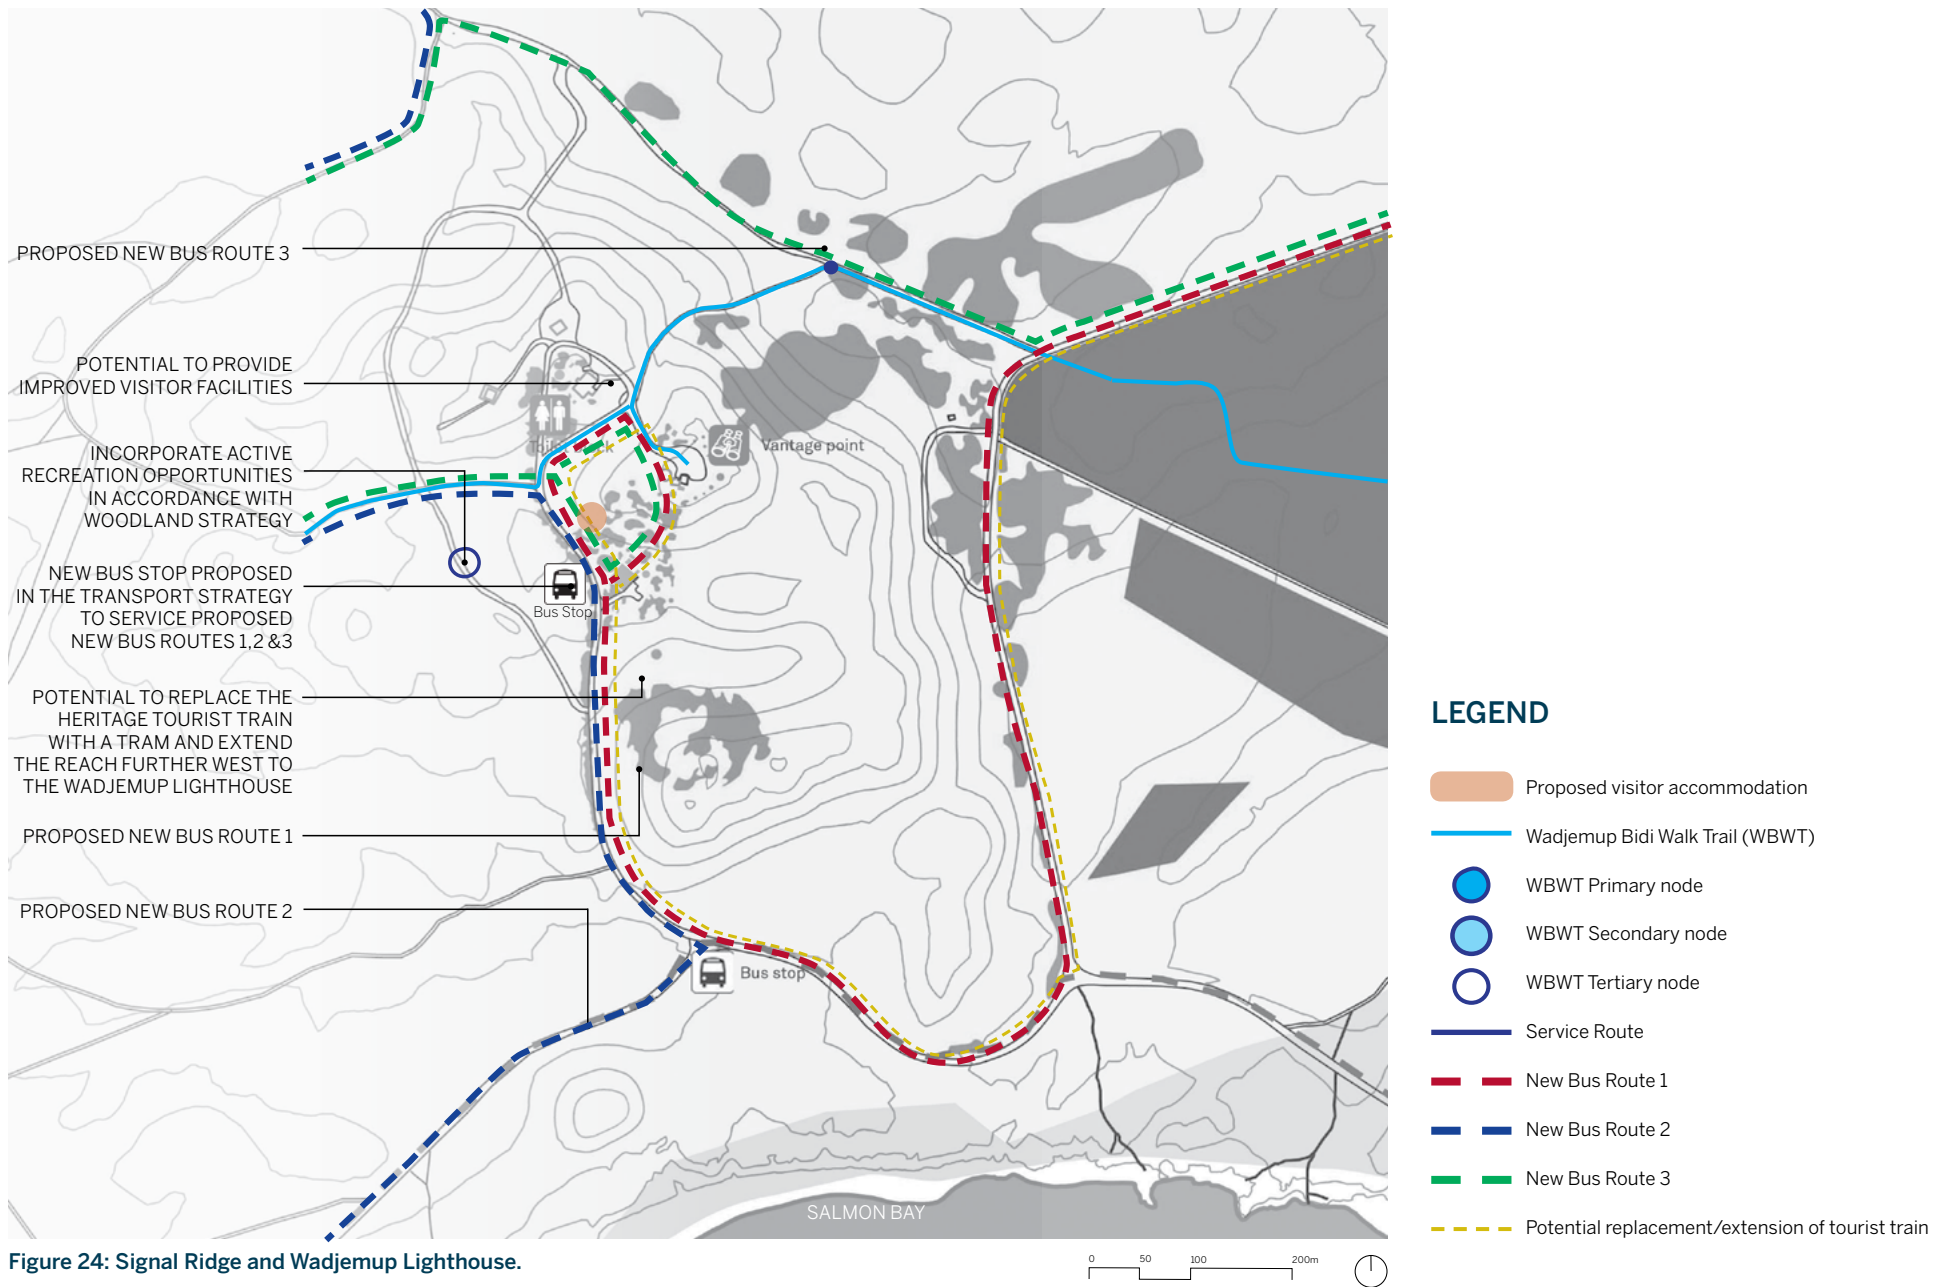 PROPOSED NEW BUS ROUTE 3
POTENTIAL TO PROVIDE
IMPROVED VISITOR FACILITIES
INCORPORATE ACTIVE
RECREATION OPPORTUNITIES
IN ACCORDANCE WITH
WOODLAND STRATEGY
NEW BUS STOP PROPOSED
IN THE TRANSPORT STRATEGY
TO SERVICE PROPOSED
NEW BUS ROUTES 1,2 &3
POTENTIAL TO REPLACE THE
HERITAGE TOURIST TRAIN
WITH A TRAM AND EXTEND
THE REACH FURTHER WEST TO
THE WADJEMUP LIGHTHOUSE
PROPOSED NEW BUS ROUTE 1
PROPOSED NEW BUS ROUTE 2
Vantage point
Bus Stop
Bus stop
SALMON BAY
LEGEND
Proposed visitor accommodation
Wadjemup Bidi Walk Trail (WBWT)
WBWT Primary node
WBWT Secondary node
WBWT Tertiary node
Service Route
New Bus Route 1
New Bus Route 2
New Bus Route 3
Potential replacement/extension of tourist train
Figure 24: Signal Ridge and Wadjemup Lighthouse.
0 50 100 200m